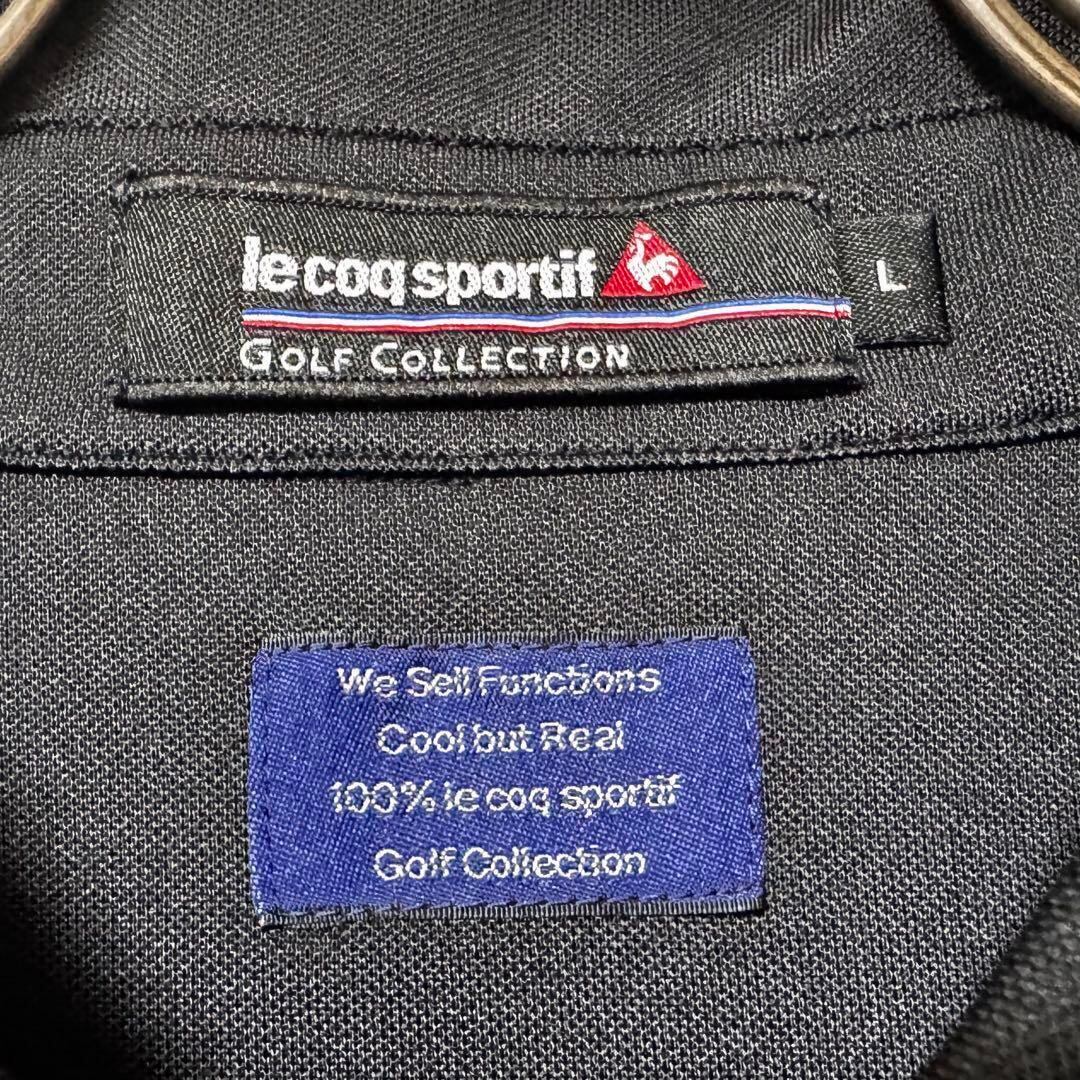 le coq sportif
GOLF COLLECTION
L
We Sell Functions
Cool but Real
100% le coq sportif
Golf Collection